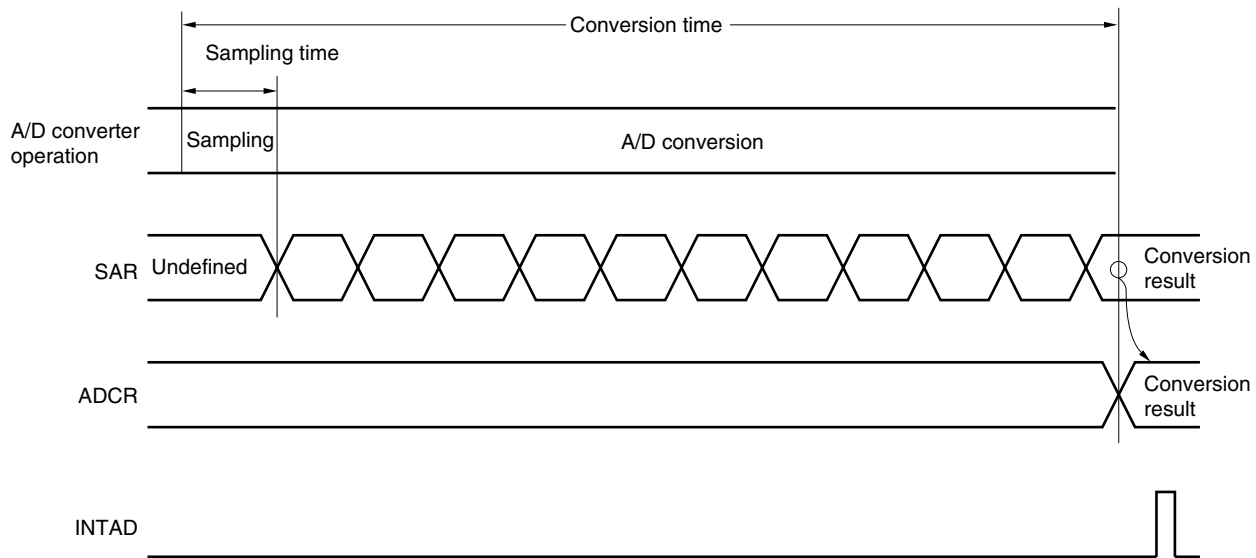 Conversion time
Sampling time
A/D converter
operation
Sampling
A/D conversion
SAR
Undefined
Conversion
result
ADCR
Conversion
result
INTAD